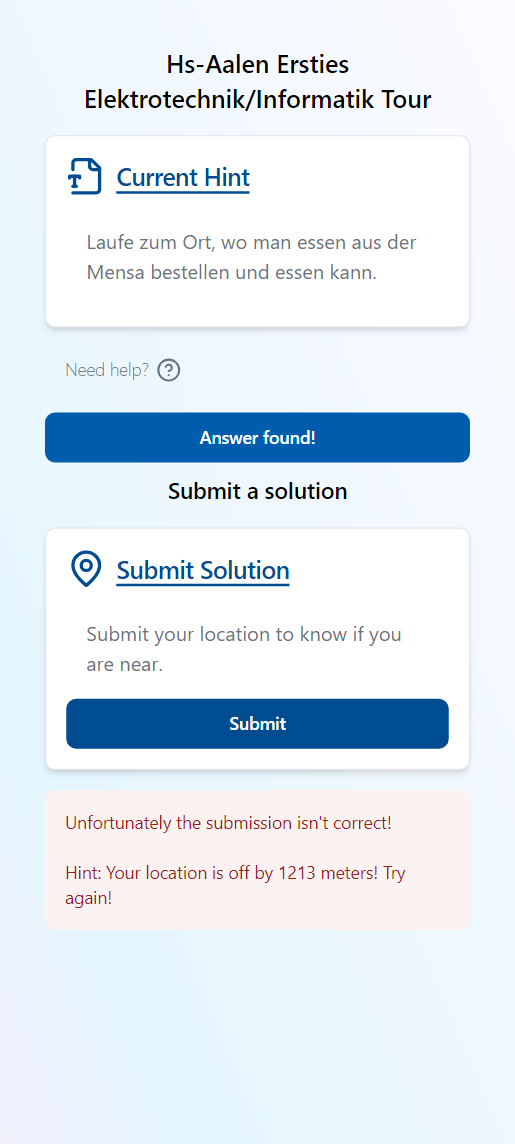 Hs-Aalen Ersties
Elektrotechnik/Informatik Tour
Current Hint
Laufe zum Ort, wo man essen aus der
Mensa bestellen und essen kann.
Need help?
Answer found!
Submit a solution
Submit Solution
Submit your location to know if you
are near.
Submit
Unfortunately the submission isn't correct!
Hint: Your location is off by 1213 meters! Try
again!